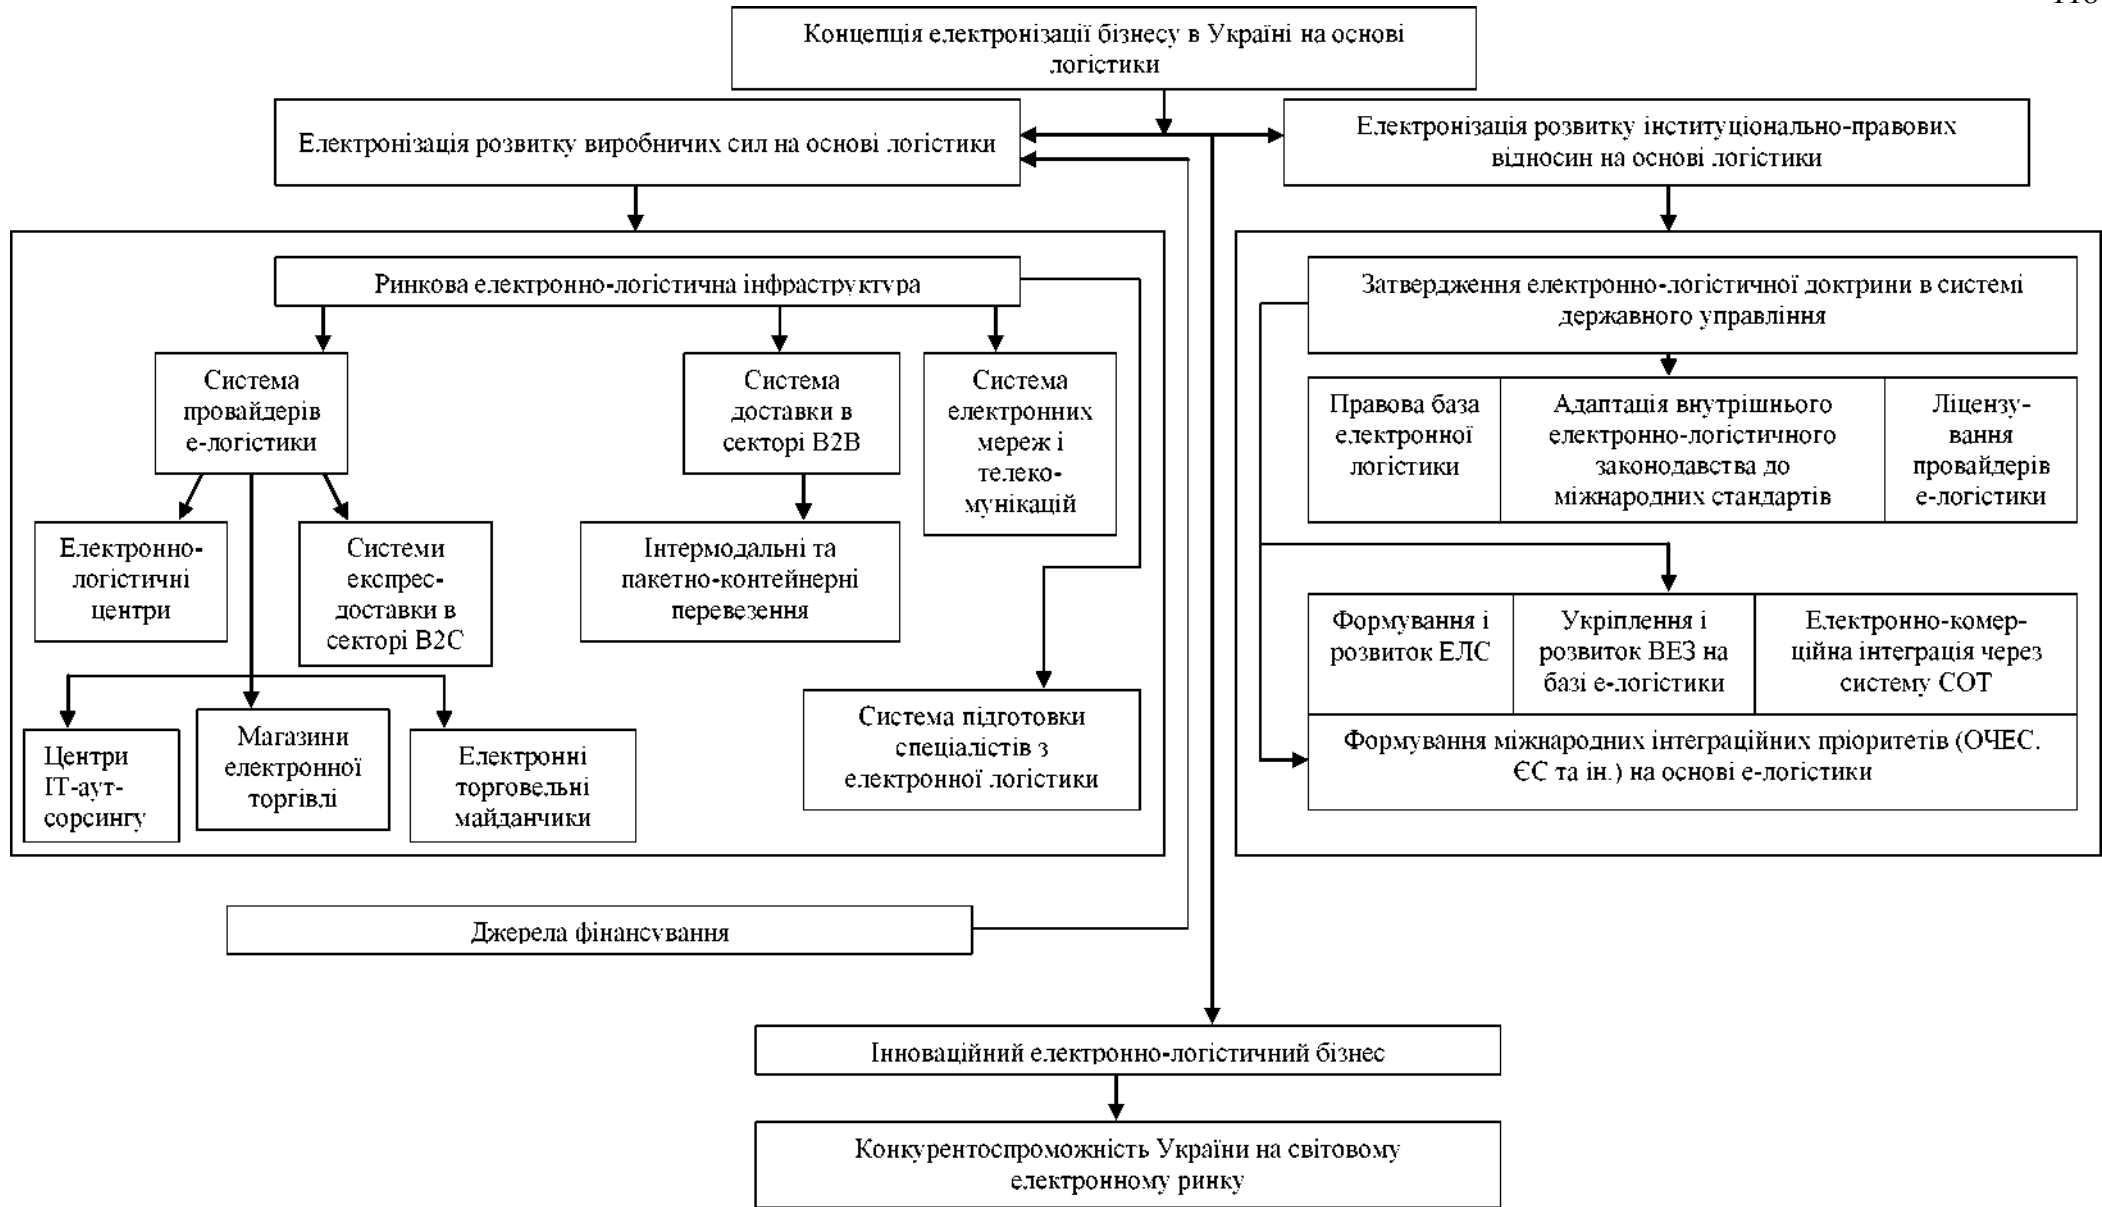 Концепція електронізації бізнесу в Україні на основі
логістики
Електронізація розвитку виробничих сил на основі логістики
Електронізація розвитку інституціонально-правових
відносин на основі логістики
Ринкова електронно-логістична інфраструктура
Система
провайдерів
е-логістики
Система
доставки в
секторі B2B
Система
електронних
мереж і
телеко-
мунікацій
Електронно-
логістичні
центри
Системи
експрес-
доставки в
секторі B2C
Інтермодальні та
пакетно-контейнерні
перевезення
Центри
ІТ-аут-
сорсингу
Магазини
електронної
торгівлі
Електронні
торговельні
майданчики
Система підготовки
спеціалістів з
електронної логістики
Затвердження електронно-логістичної доктрини в системі
державного управління
Правова база
електронної
логістики
Адаптація внутрішнього
електронно-логістичного
законодавства до
міжнародних стандартів
Ліцензу-
вання
провайдерів
е-логістики
Формування і
розвиток ЕЛС
Укріплення і
розвиток ВЕЗ на
базі е-логістики
Електронно-комер-
ційна інтеграція через
систему СОТ
Формування міжнародних інтеграційних пріоритетів (ОЧЕС.
ЄС та ін.) на основі е-логістики
Джерела фінансування
Інноваційний електронно-логістичний бізнес
Конкурентоспроможність України на світовому
електронному ринку